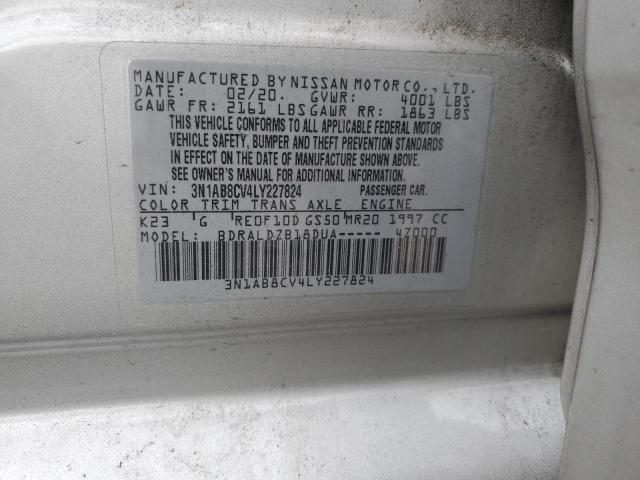 MANUFACTURED BY NISSAN MOTOR CO., LTD.
DATE: 02/20. GVWR: 4001 LBS
GAWR FR: 2161 LBS GAWR RR: 1863 LBS
THIS VEHICLE CONFORMS TO ALL APPLICABLE FEDERAL MOTOR
VEHICLE SAFETY, BUMPER AND THEFT PREVENTION STANDARDS
IN EFFECT ON THE DATE OF MANUFACTURE SHOWN ABOVE.
SEE OWNER'S MANUAL FOR ADDITIONAL INFORMATION.
VIN: 3N1AB8CV4LY227824 PASSENGER CAR.
COLOR TRIM TRANS AXLE ENGINE
K23 G RE0F10D GS50 MR20 1997 CC
MODEL: BDRALDZB18DUA----- 4Z000
3N1AB8CV4LY227824